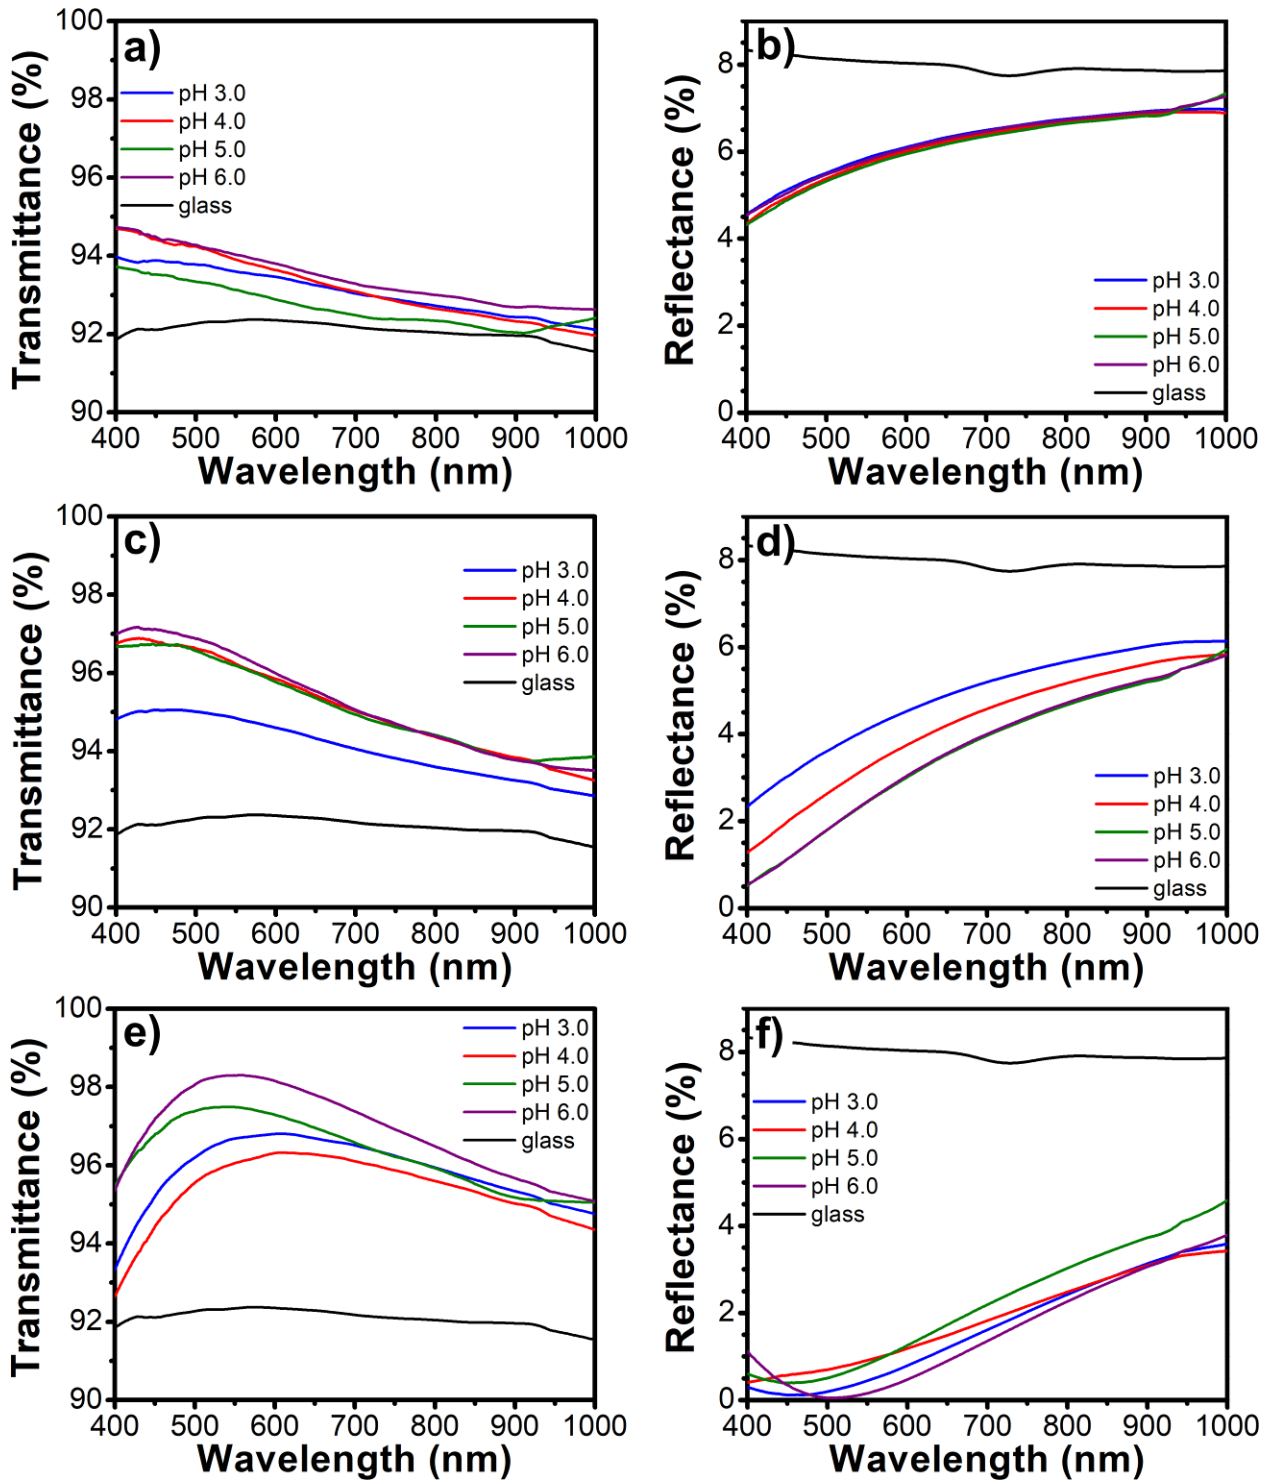 a)
Transmittance (%)
100
98
96
94
92
90
pH 3.0
pH 4.0
pH 5.0
pH 6.0
glass
400 500 600 700 800 900 1000
Wavelength (nm)
b)
Reflectance (%)
8
6
4
2
0
pH 3.0
pH 4.0
pH 5.0
pH 6.0
glass
400 500 600 700 800 900 1000
Wavelength (nm)
c)
Transmittance (%)
100
98
96
94
92
90
pH 3.0
pH 4.0
pH 5.0
pH 6.0
glass
400 500 600 700 800 900 1000
Wavelength (nm)
d)
Reflectance (%)
8
6
4
2
0
pH 3.0
pH 4.0
pH 5.0
pH 6.0
glass
400 500 600 700 800 900 1000
Wavelength (nm)
e)
Transmittance (%)
100
98
96
94
92
90
pH 3.0
pH 4.0
pH 5.0
pH 6.0
glass
400 500 600 700 800 900 1000
Wavelength (nm)
f)
Reflectance (%)
8
6
4
2
0
pH 3.0
pH 4.0
pH 5.0
pH 6.0
glass
400 500 600 700 800 900 1000
Wavelength (nm)